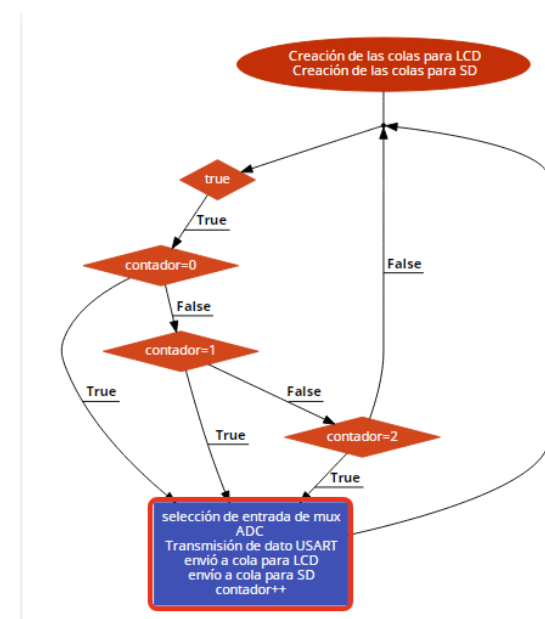 Creación de las colas para LCD
Creación de las colas para SD
true
True
contador=0
False
False
contador=1
True
False
True
contador=2
True
selección de entrada de mux
ADC
Transmisión de dato USART
envió a cola para LCD
envío a cola para SD
contador++